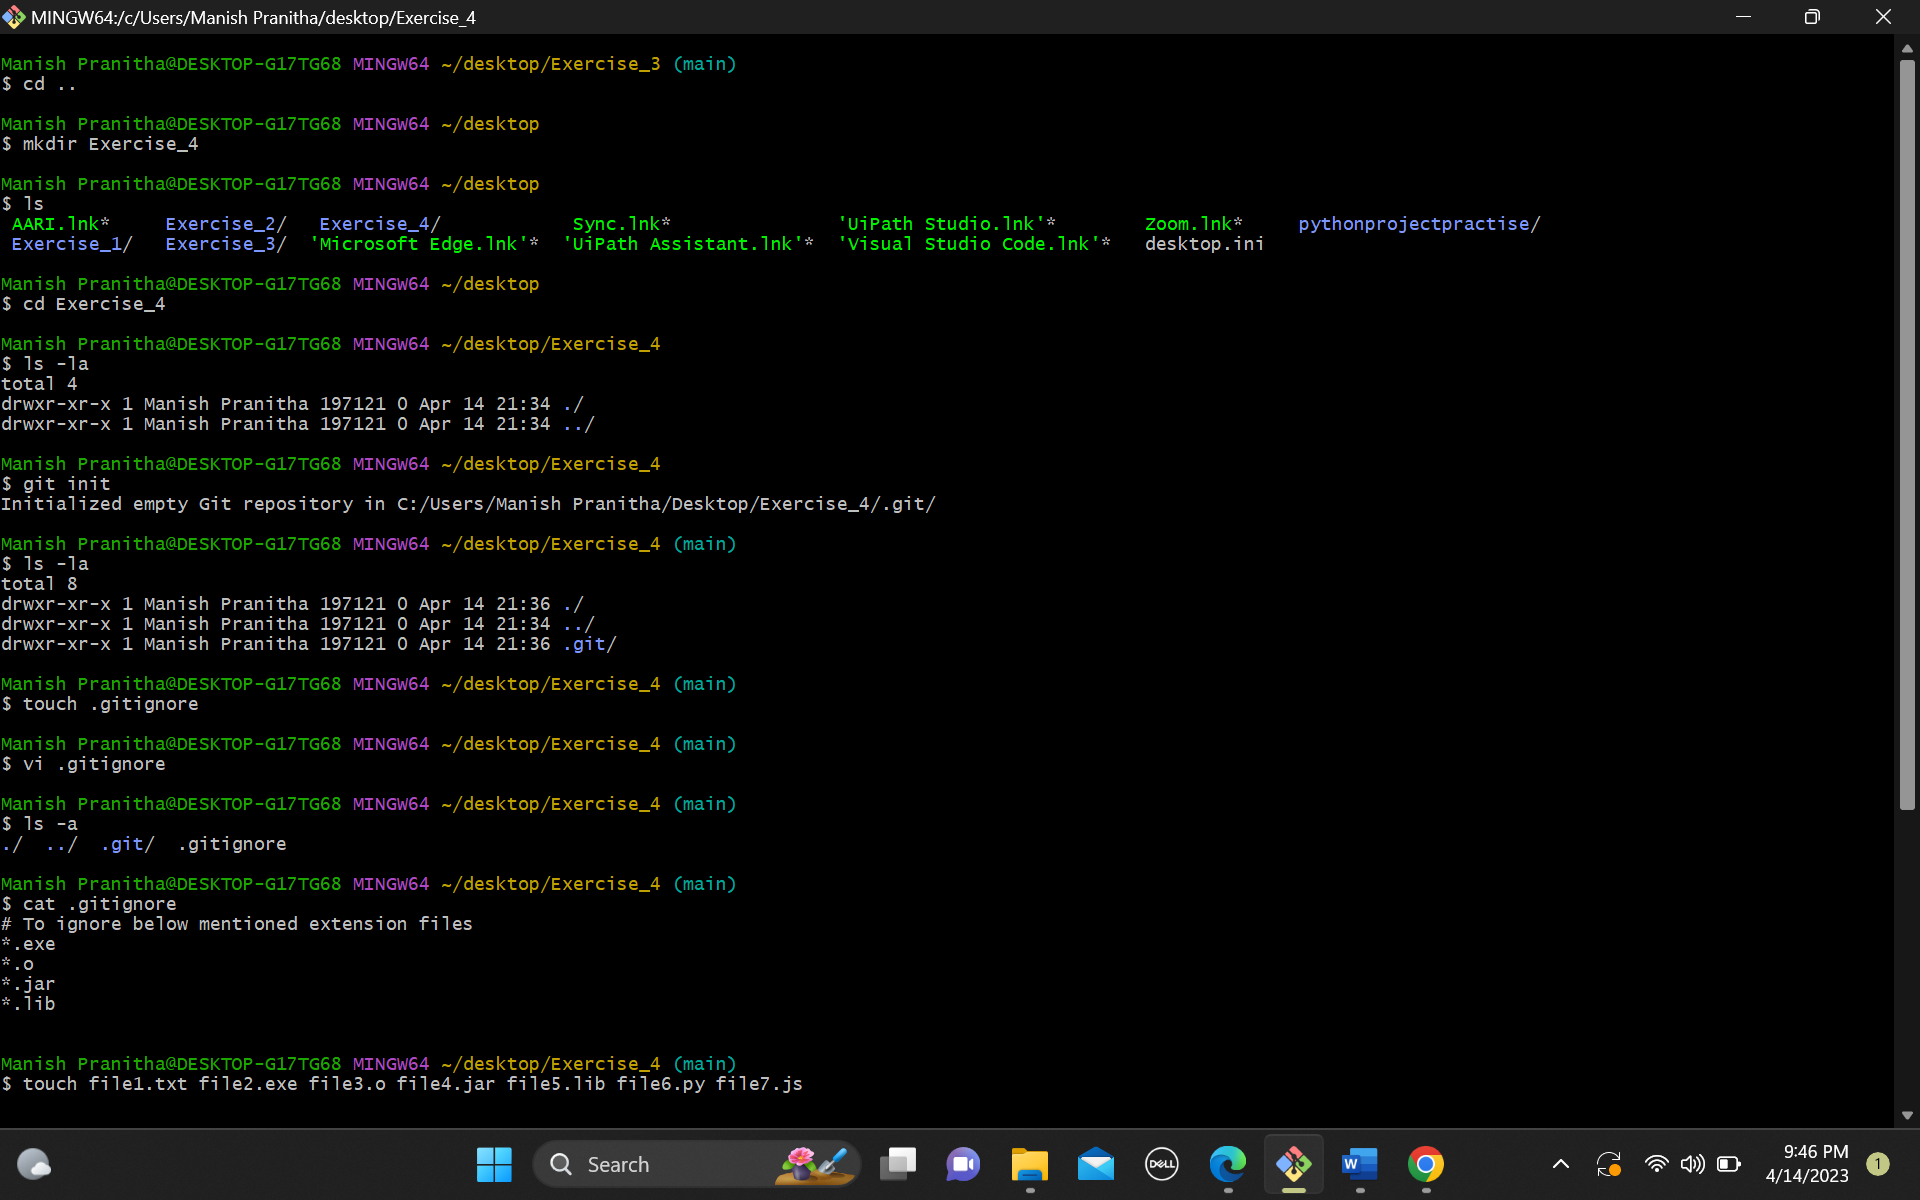 MINGW64:/c/Users/Manish Pranitha/desktop/Exercise_4
Manish Pranitha@DESKTOP-G17TG68 MINGW64 ~/desktop/Exercise_3 (main)
$ cd ..
Manish Pranitha@DESKTOP-G17TG68 MINGW64 ~/desktop
$ mkdir Exercise_4
Manish Pranitha@DESKTOP-G17TG68 MINGW64 ~/desktop
$ ls
AARI.lnk* Exercise_2/ Exercise_4/ Sync.lnk* 'UiPath Studio.lnk'* Zoom.lnk* pythonprojectpractise/
Exercise_1/ Exercise_3/ 'Microsoft Edge.lnk'* 'UiPath Assistant.lnk'* 'Visual Studio Code.lnk'* desktop.ini
Manish Pranitha@DESKTOP-G17TG68 MINGW64 ~/desktop
$ cd Exercise_4
Manish Pranitha@DESKTOP-G17TG68 MINGW64 ~/desktop/Exercise_4
$ ls -la
total 4
drwxr-xr-x 1 Manish Pranitha 197121 0 Apr 14 21:34 ./
drwxr-xr-x 1 Manish Pranitha 197121 0 Apr 14 21:34 ../
Manish Pranitha@DESKTOP-G17TG68 MINGW64 ~/desktop/Exercise_4
$ git init
Initialized empty Git repository in C:/Users/Manish Pranitha/Desktop/Exercise_4/.git/
Manish Pranitha@DESKTOP-G17TG68 MINGW64 ~/desktop/Exercise_4 (main)
$ ls -la
total 8
drwxr-xr-x 1 Manish Pranitha 197121 0 Apr 14 21:36 ./
drwxr-xr-x 1 Manish Pranitha 197121 0 Apr 14 21:34 ../
drwxr-xr-x 1 Manish Pranitha 197121 0 Apr 14 21:36 .git/
Manish Pranitha@DESKTOP-G17TG68 MINGW64 ~/desktop/Exercise_4 (main)
$ touch .gitignore
Manish Pranitha@DESKTOP-G17TG68 MINGW64 ~/desktop/Exercise_4 (main)
$ vi .gitignore
Manish Pranitha@DESKTOP-G17TG68 MINGW64 ~/desktop/Exercise_4 (main)
$ ls -a
./ ../ .git/ .gitignore
Manish Pranitha@DESKTOP-G17TG68 MINGW64 ~/desktop/Exercise_4 (main)
$ cat .gitignore
# To ignore below mentioned extension files
*.exe
*.o
*.jar
*.lib
Manish Pranitha@DESKTOP-G17TG68 MINGW64 ~/desktop/Exercise_4 (main)
$ touch file1.txt file2.exe file3.o file4.jar file5.lib file6.py file7.js
Search
DELL
W
9:46 PM
4/14/2023
1